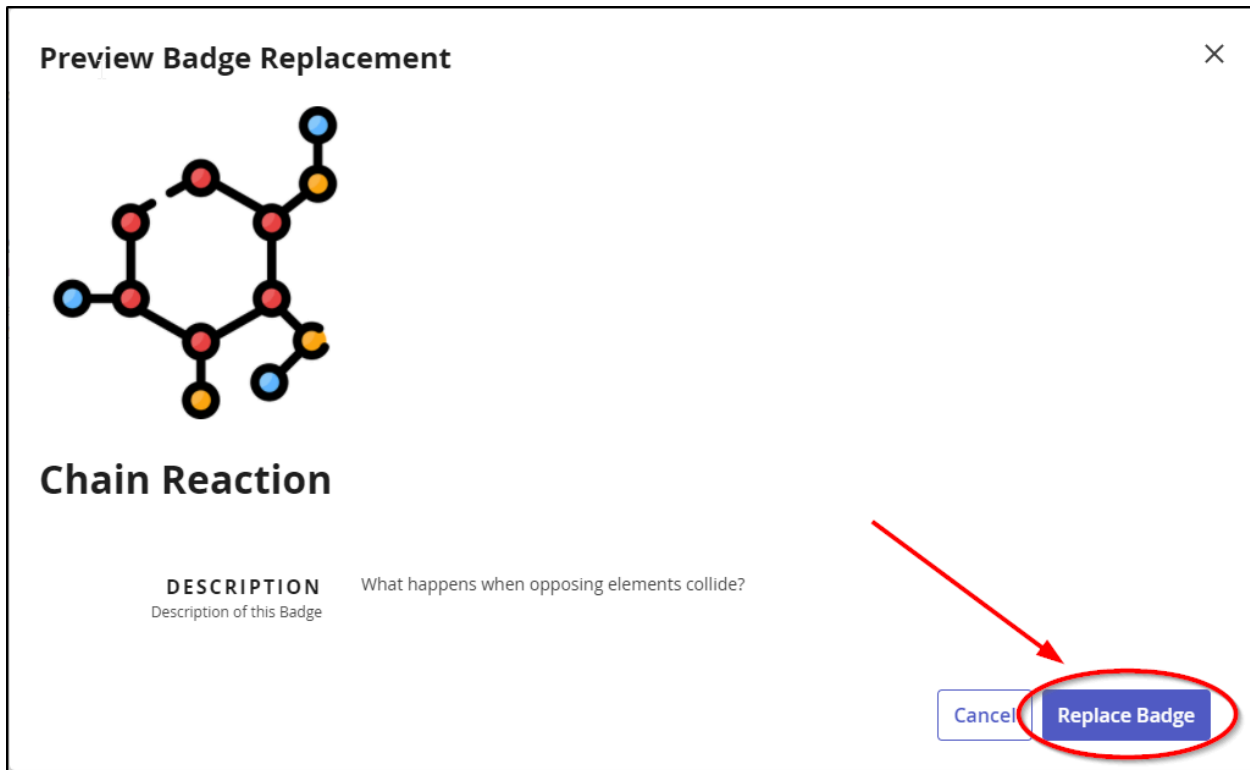 Preview Badge Replacement
Chain Reaction
DESCRIPTION
What happens when opposing elements collide?
Description of this Badge
Cancel
Replace Badge